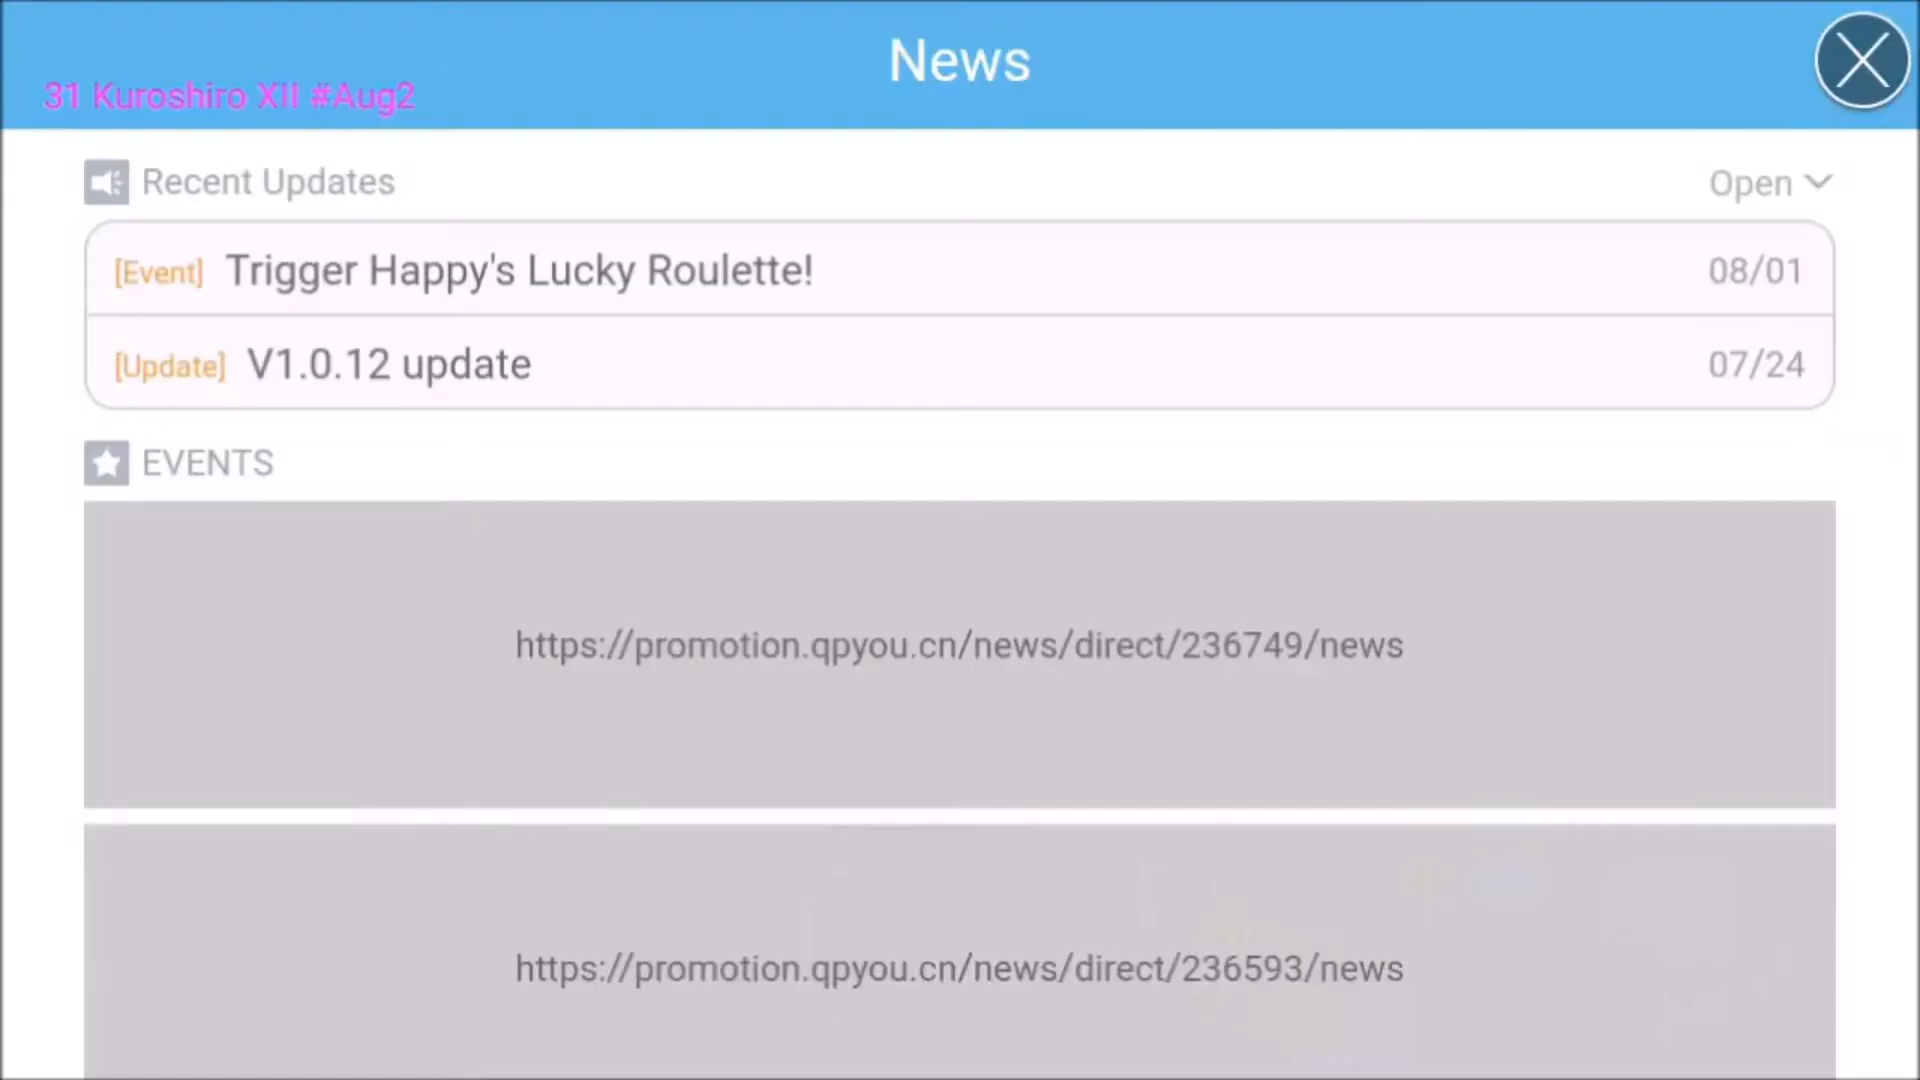 News
31 Kuroshiro XII #Aug2
Recent Updates
Open
[Event] Trigger Happy's Lucky Roulette!
08/01
[Update] V1.0.12 update
07/24
EVENTS
https://promotion.qpyou.cn/news/direct/236749/news
https://promotion.qpyou.cn/news/direct/236593/news